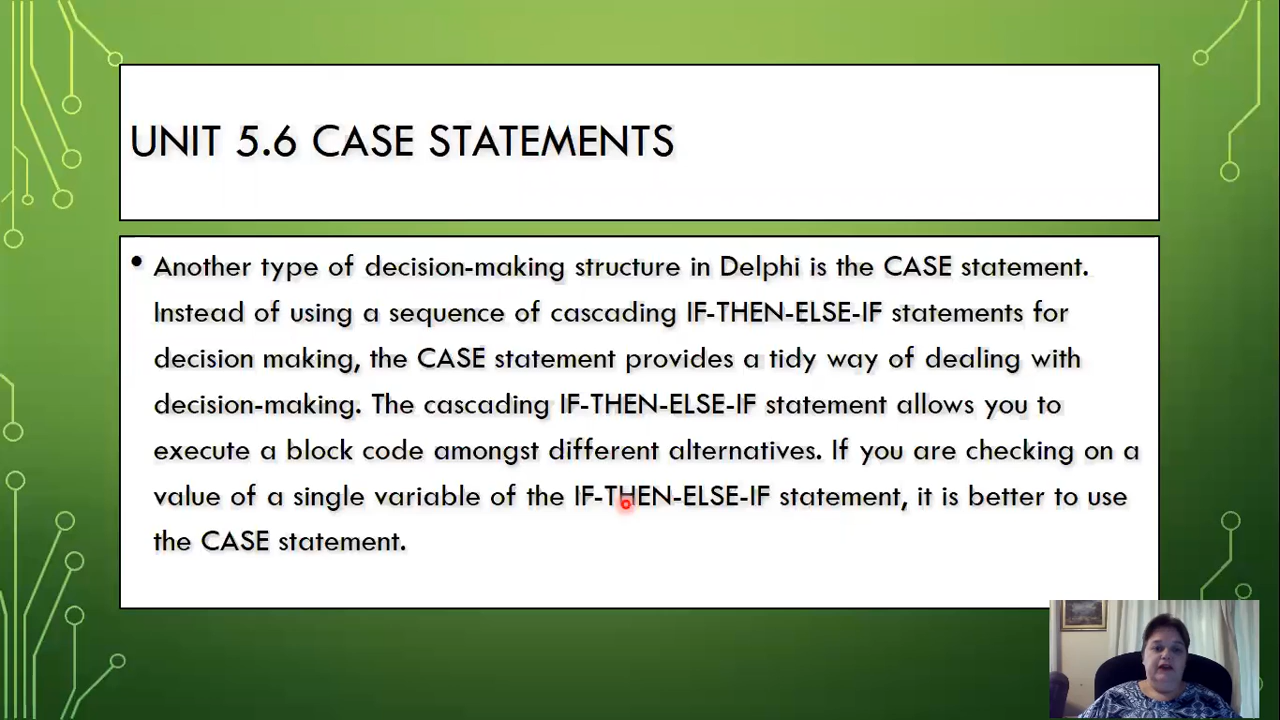 UNIT 5.6 CASE STATEMENTS
• Another type of decision-making structure in Delphi is the CASE statement.
Instead of using a sequence of cascading IF-THEN-ELSE-IF statements for
decision making, the CASE statement provides a tidy way of dealing with
decision-making. The cascading IF-THEN-ELSE-IF statement allows you to
execute a block code amongst different alternatives. If you are checking on a
value of a single variable of the IF-THEN-ELSE-IF statement, it is better to use
the CASE statement.